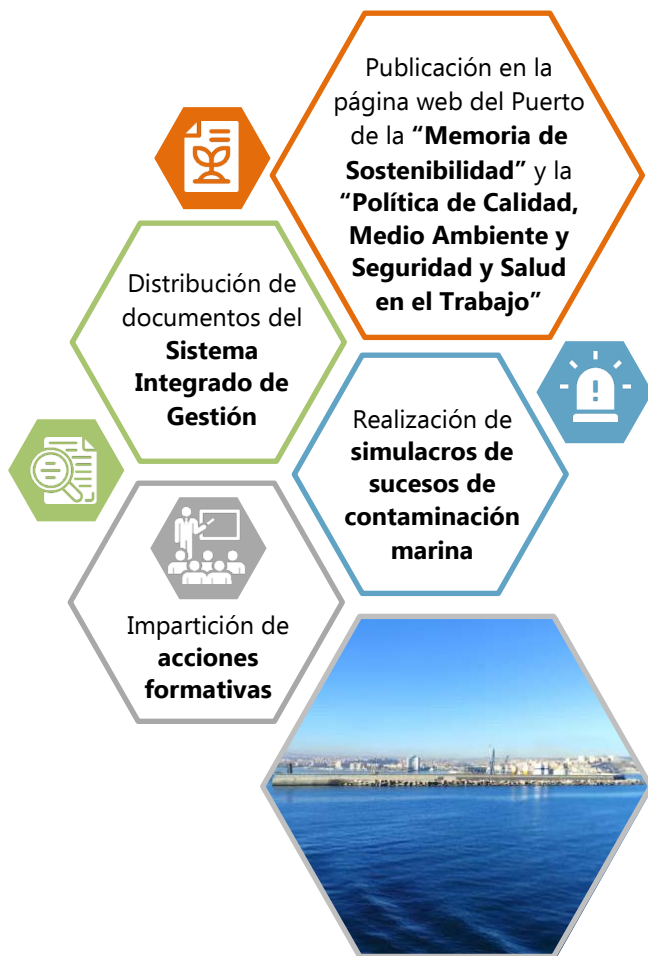 Publicación en la
página web del Puerto
de la “Memoria de
Sostenibilidad” y la
“Política de Calidad,
Medio Ambiente y
Seguridad y Salud
en el Trabajo”
Distribución de
documentos del
Sistema
Integrado de
Gestión
Realización de
simulacros de
sucesos de
contaminación
marina
Impartición de
acciones
formativas